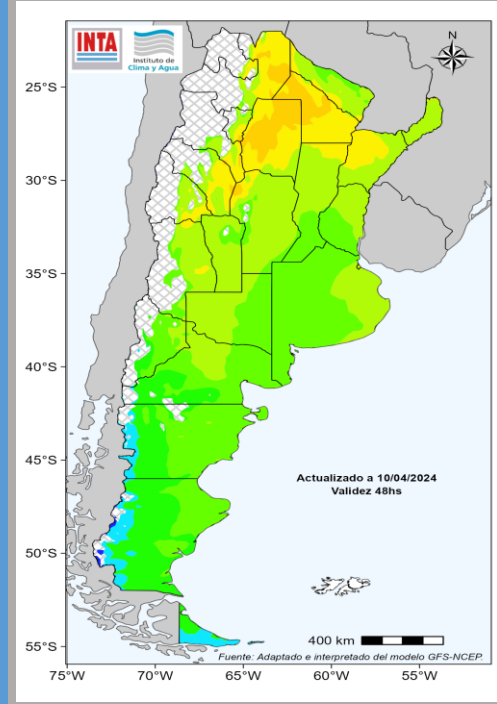 INTA
Instituto de
Clima y Agua
N
25°S
30°S
35°S
40°S
45°S
50°S
55°S
Actualizado a 10/04/2024
Validez 48hs
400 km
Fuente: Adaptado e interpretado del modelo GFS-NCEP.
75°W
70°W
65°W
60°W
55°W